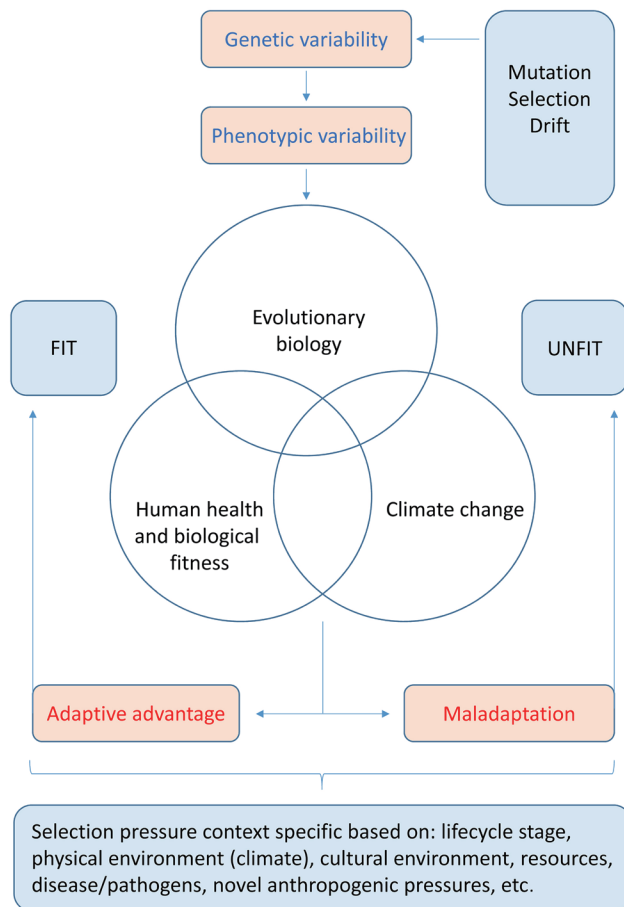 Genetic variability
Mutation
Selection
Drift
Phenotypic variability
Evolutionary
biology
FIT
UNFIT
Human health
and biological
fitness
Climate change
Adaptive advantage
Maladaptation
Selection pressure context specific based on: lifecycle stage,
physical environment (climate), cultural environment, resources,
disease/pathogens, novel anthropogenic pressures, etc.